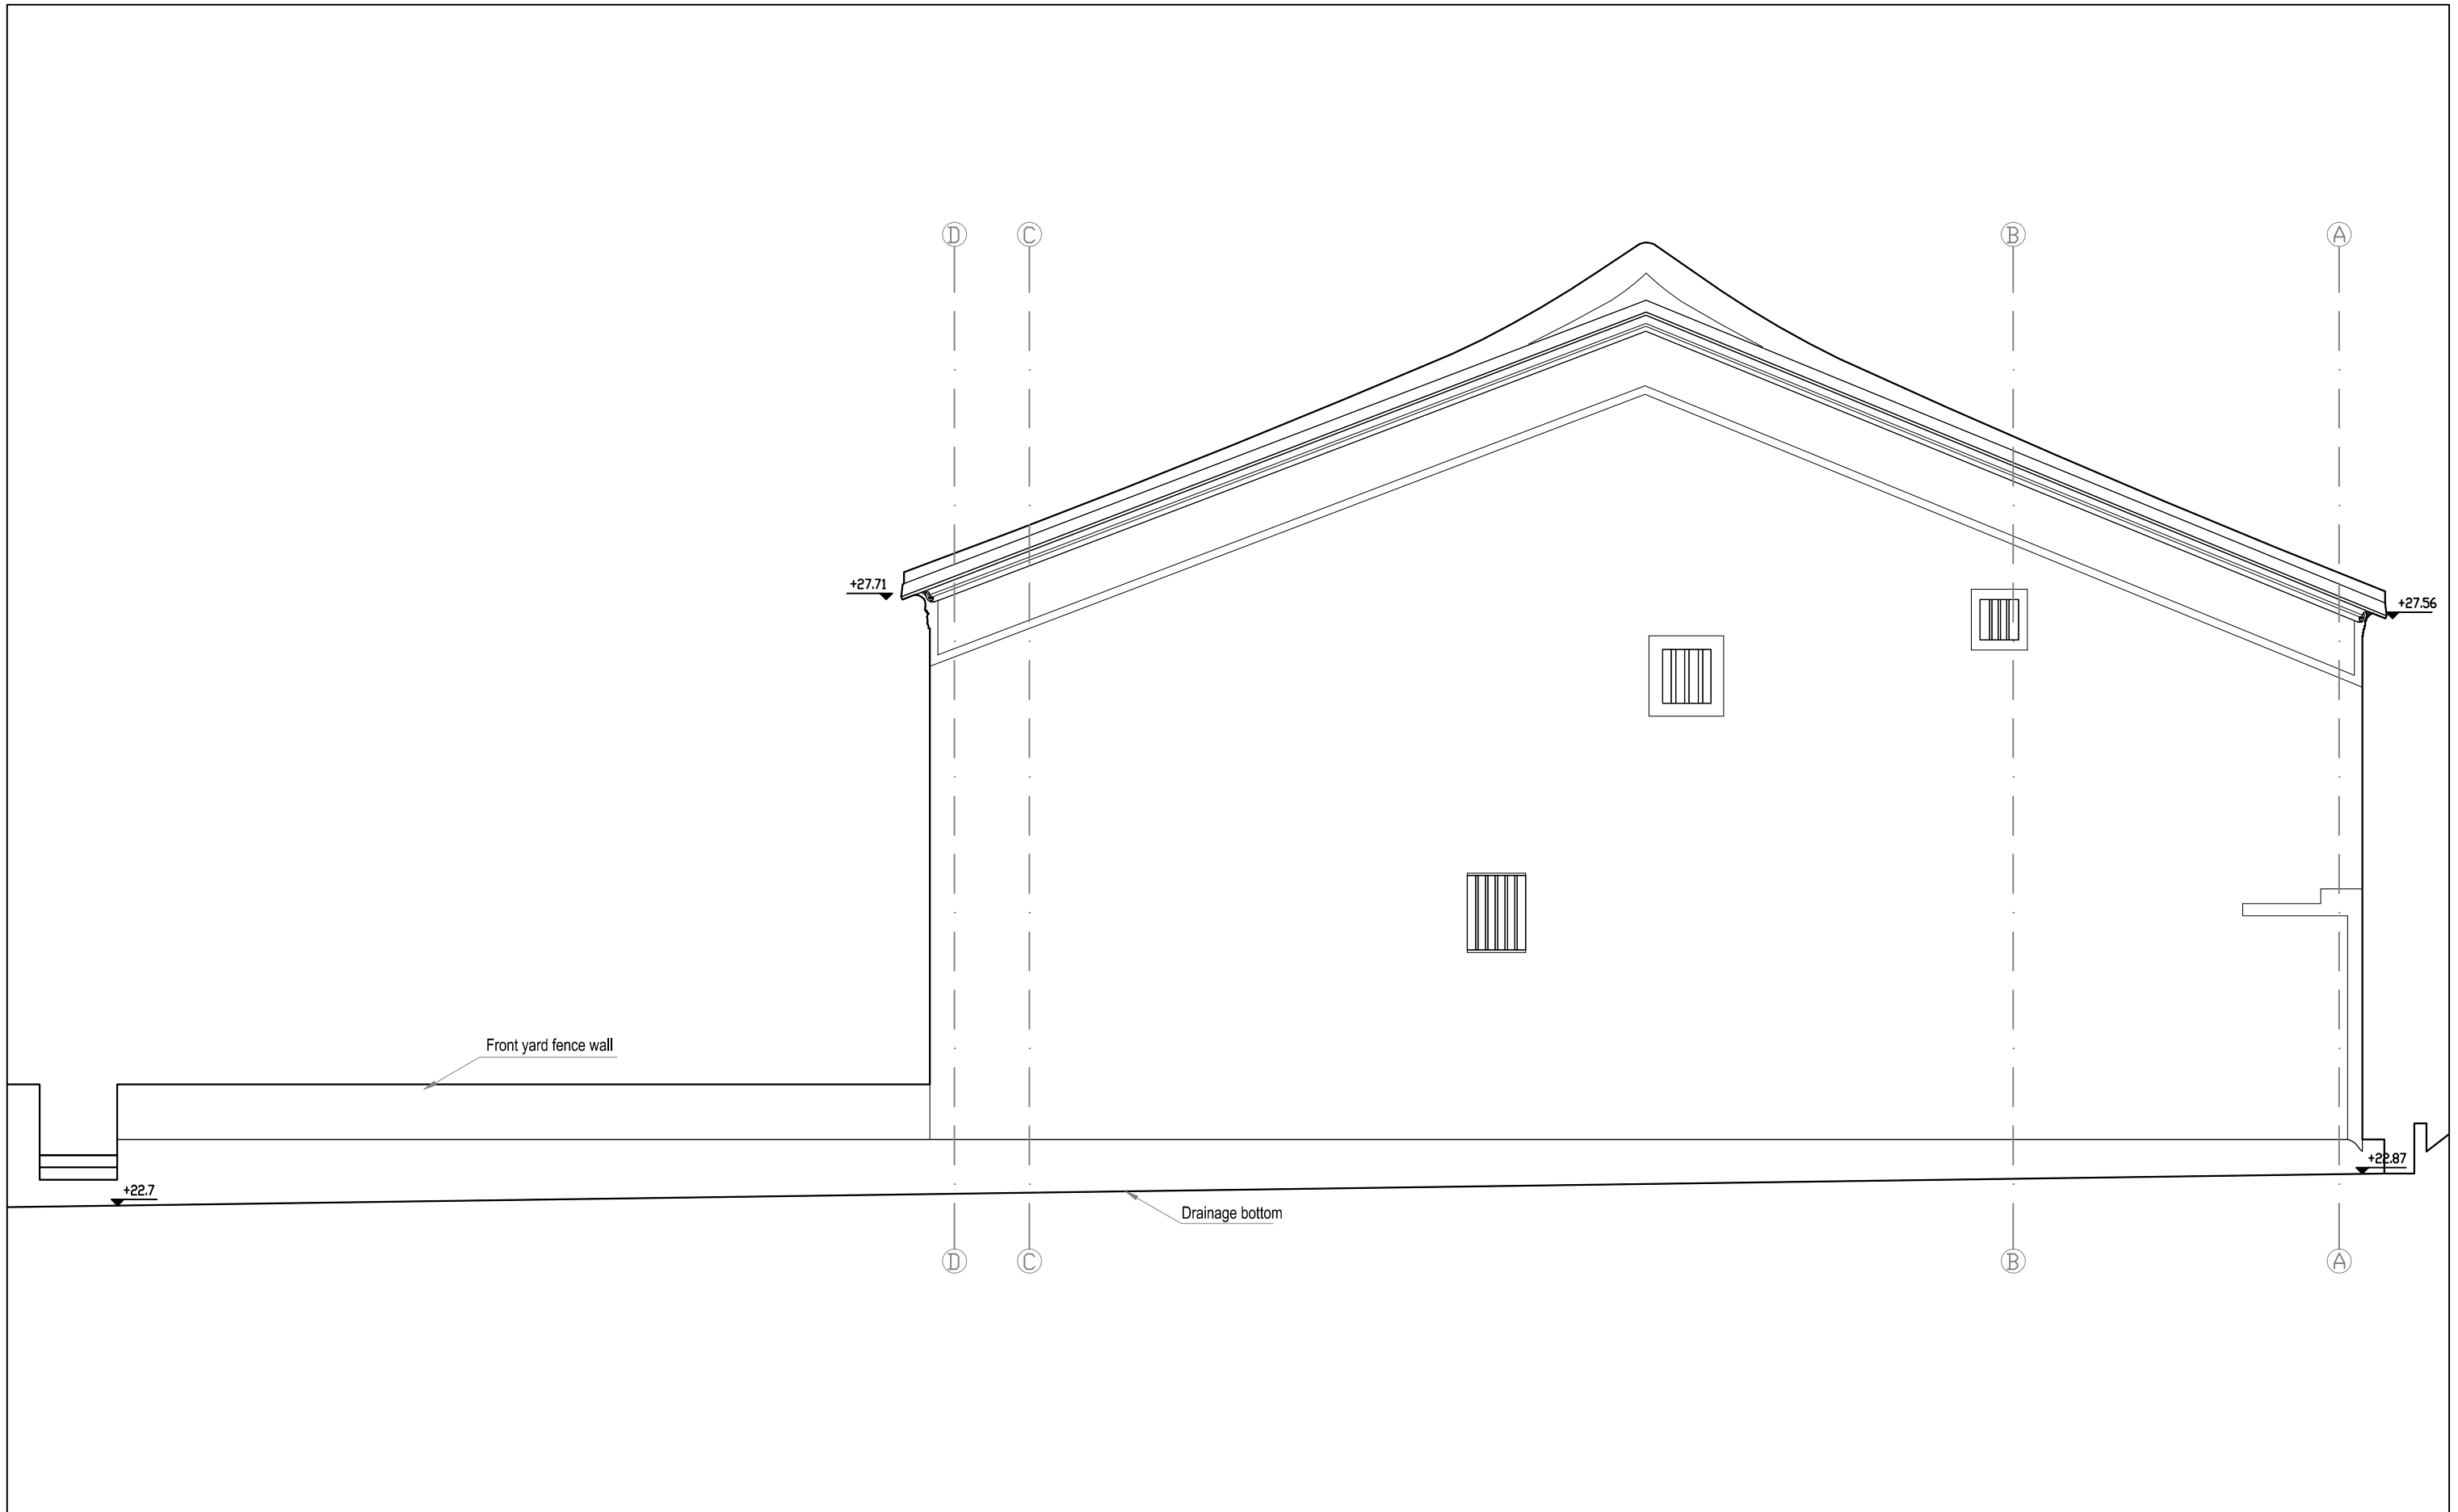 D C B A
+27.71
+27.56
Front yard fence wall
+22.87
+22.7
Drainage bottom
D C B A